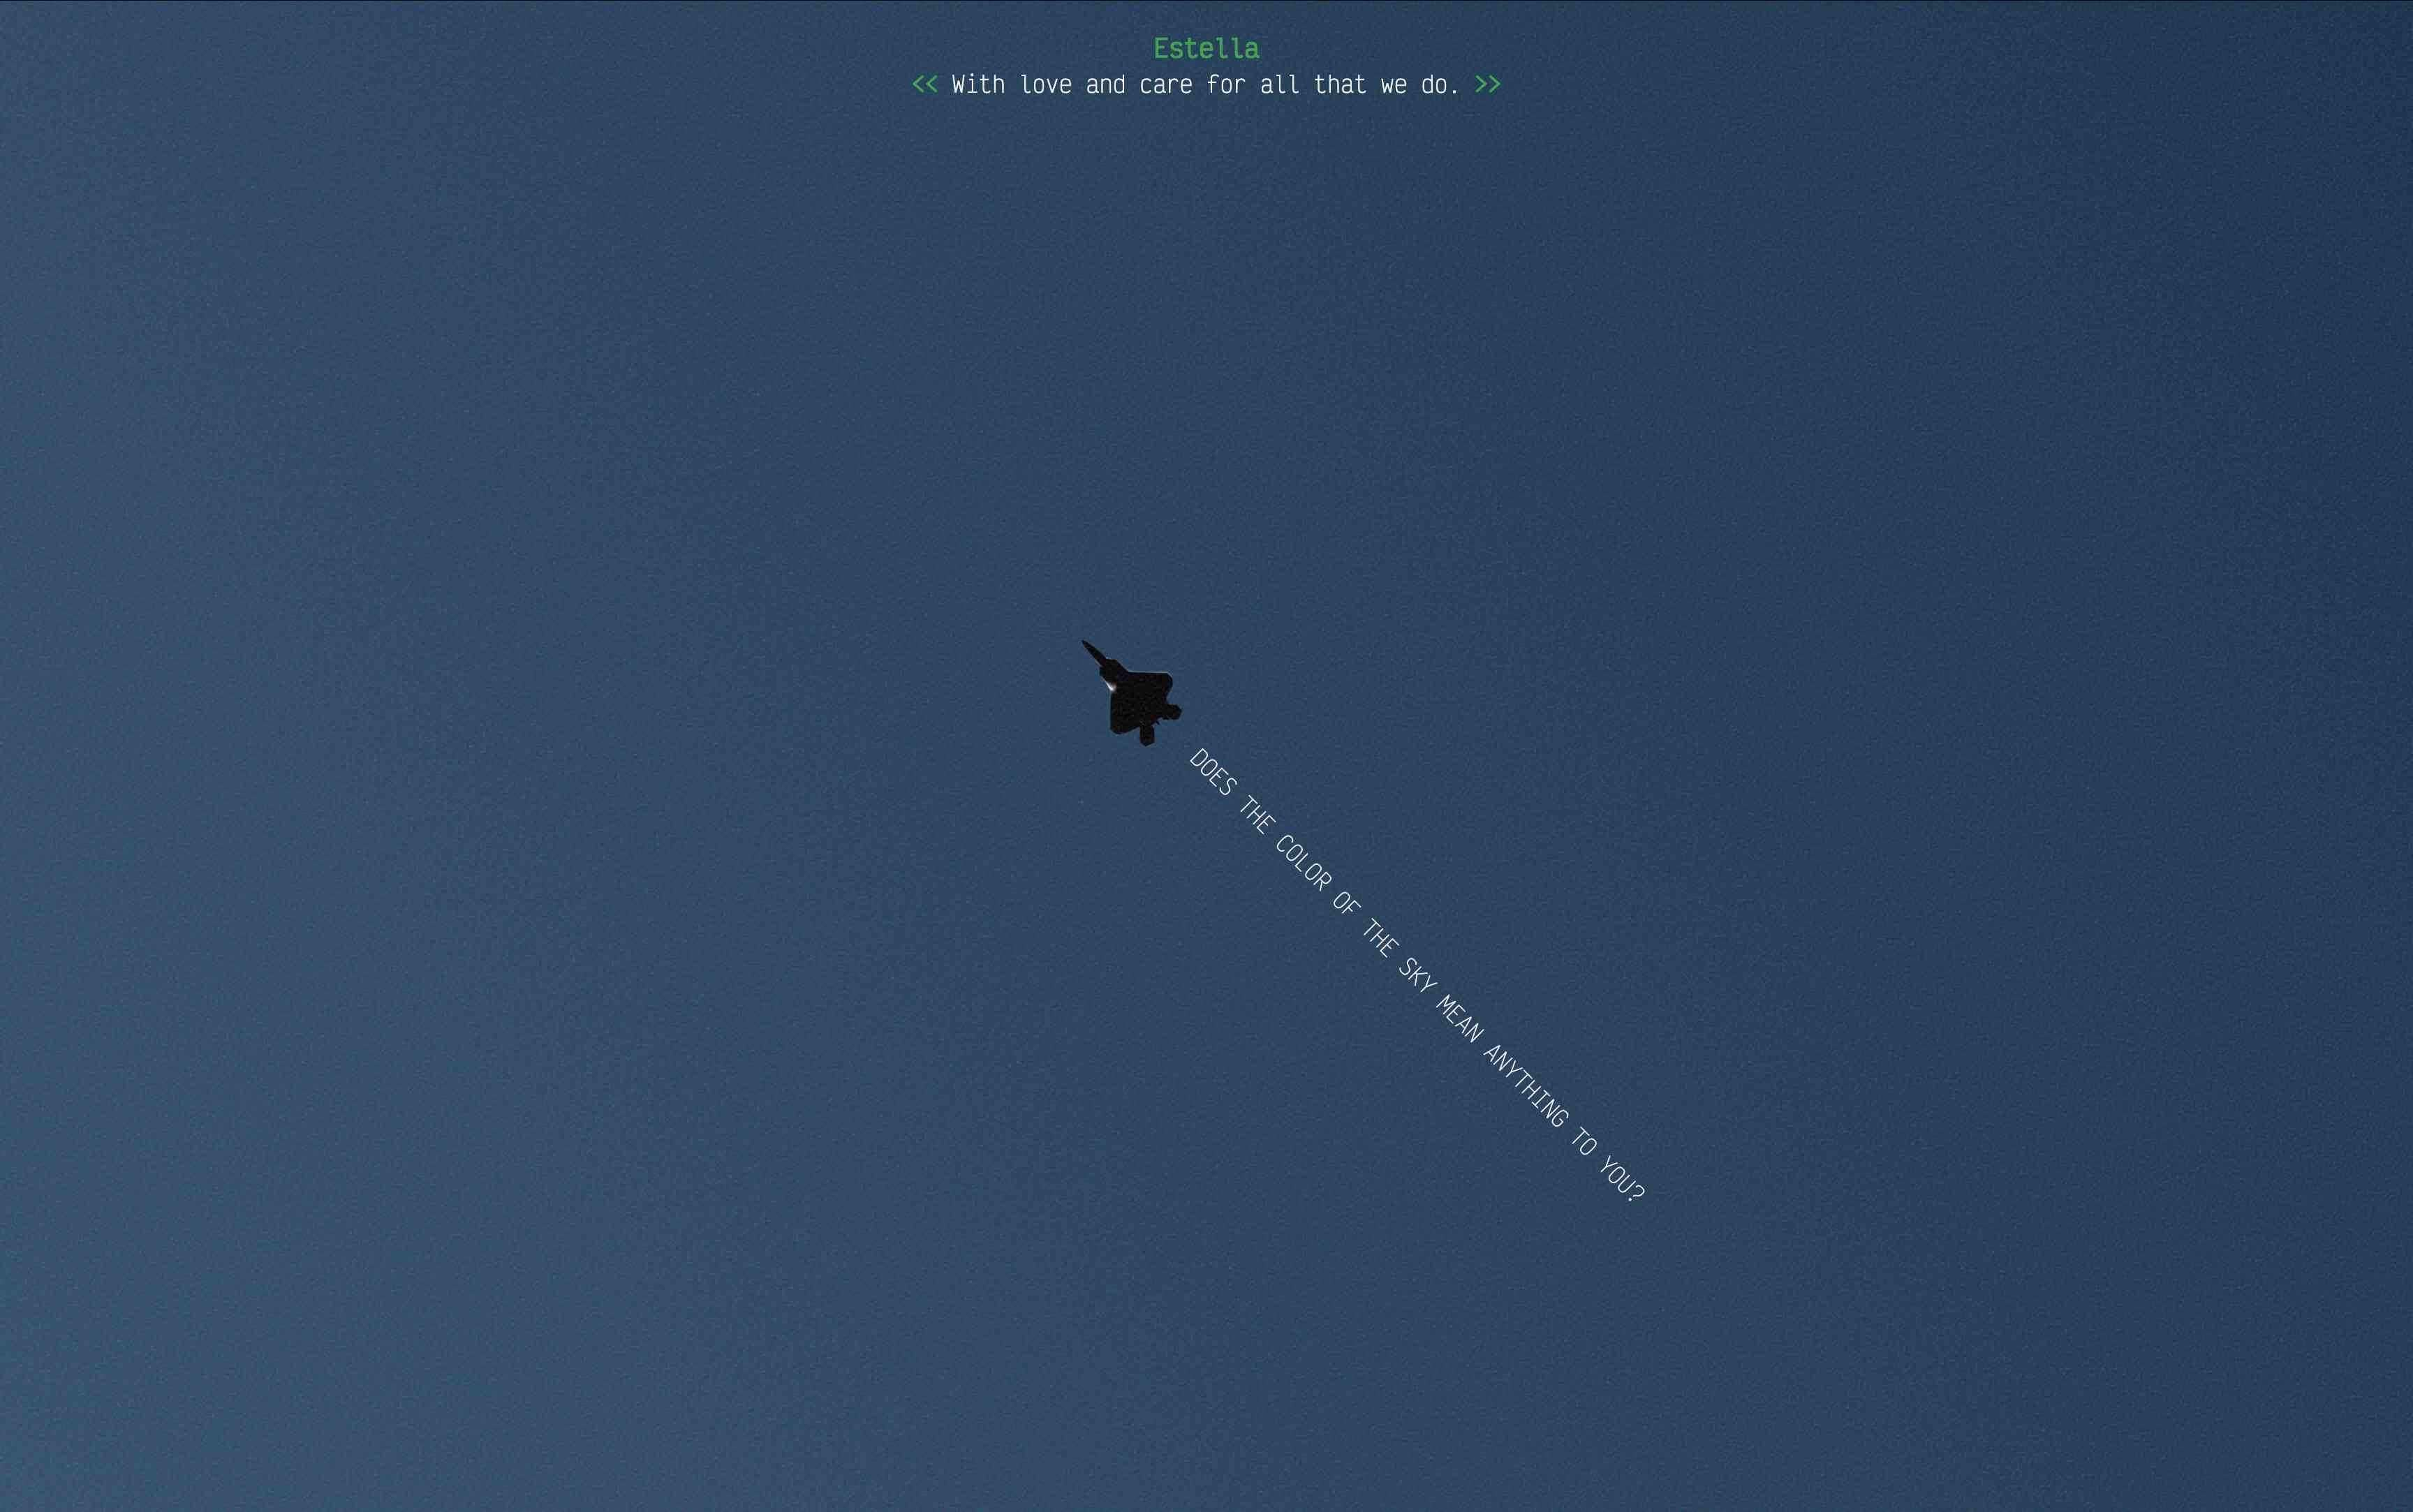 Estella
<< With love and care for all that we do. >>
DOES THE COLOR OF THE SKY MEAN ANYTHING TO YOU?